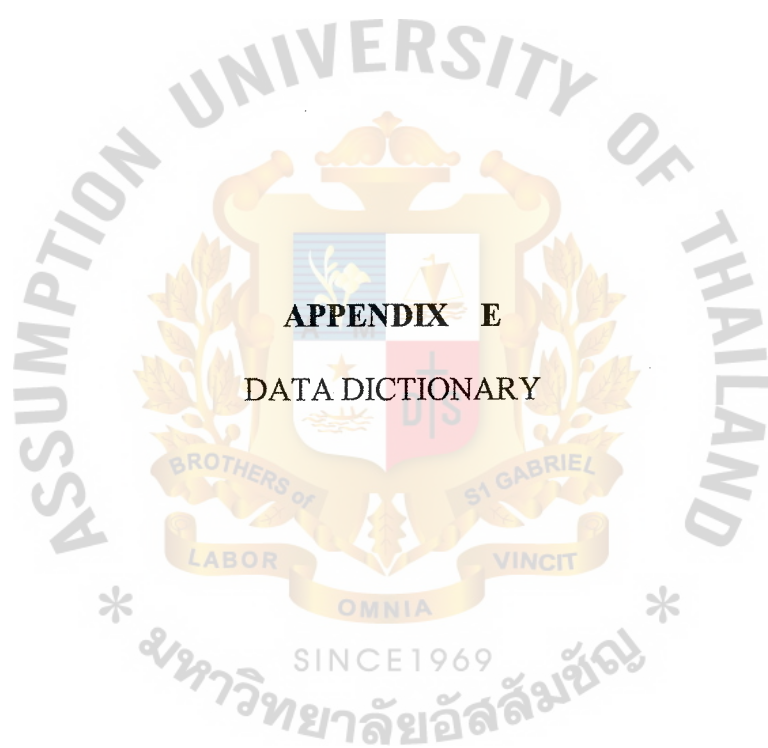 ASSUMPTION UNIVERSITY OF THAILAND
APPENDIX E
A M
DATA DICTIONARY
D S
BROTHERS of
S1 GABRIEL
LABOR
VINCIT
OMNIA
* *
SINCE1969
มหาวิทยาลัยอัสสัมชัญ